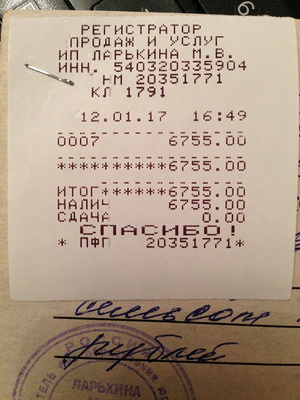 РЕГИСТРАТОР
ПРОДАЖ И УСЛУГ
ИП ЛАРЬКИНА М.В.
ИНН. 540320335904
НМ 20351771
КЛ 1791
12.01.17 16:49
0007 6755.00
*********6755.00
ИТОГ*****6755.00
НАЛИЧ 6755.00
СДАЧА 0.00
СПАСИБО!
* ПФП 20351771*
рублей
РОССИ
ЛАРЬКИНА